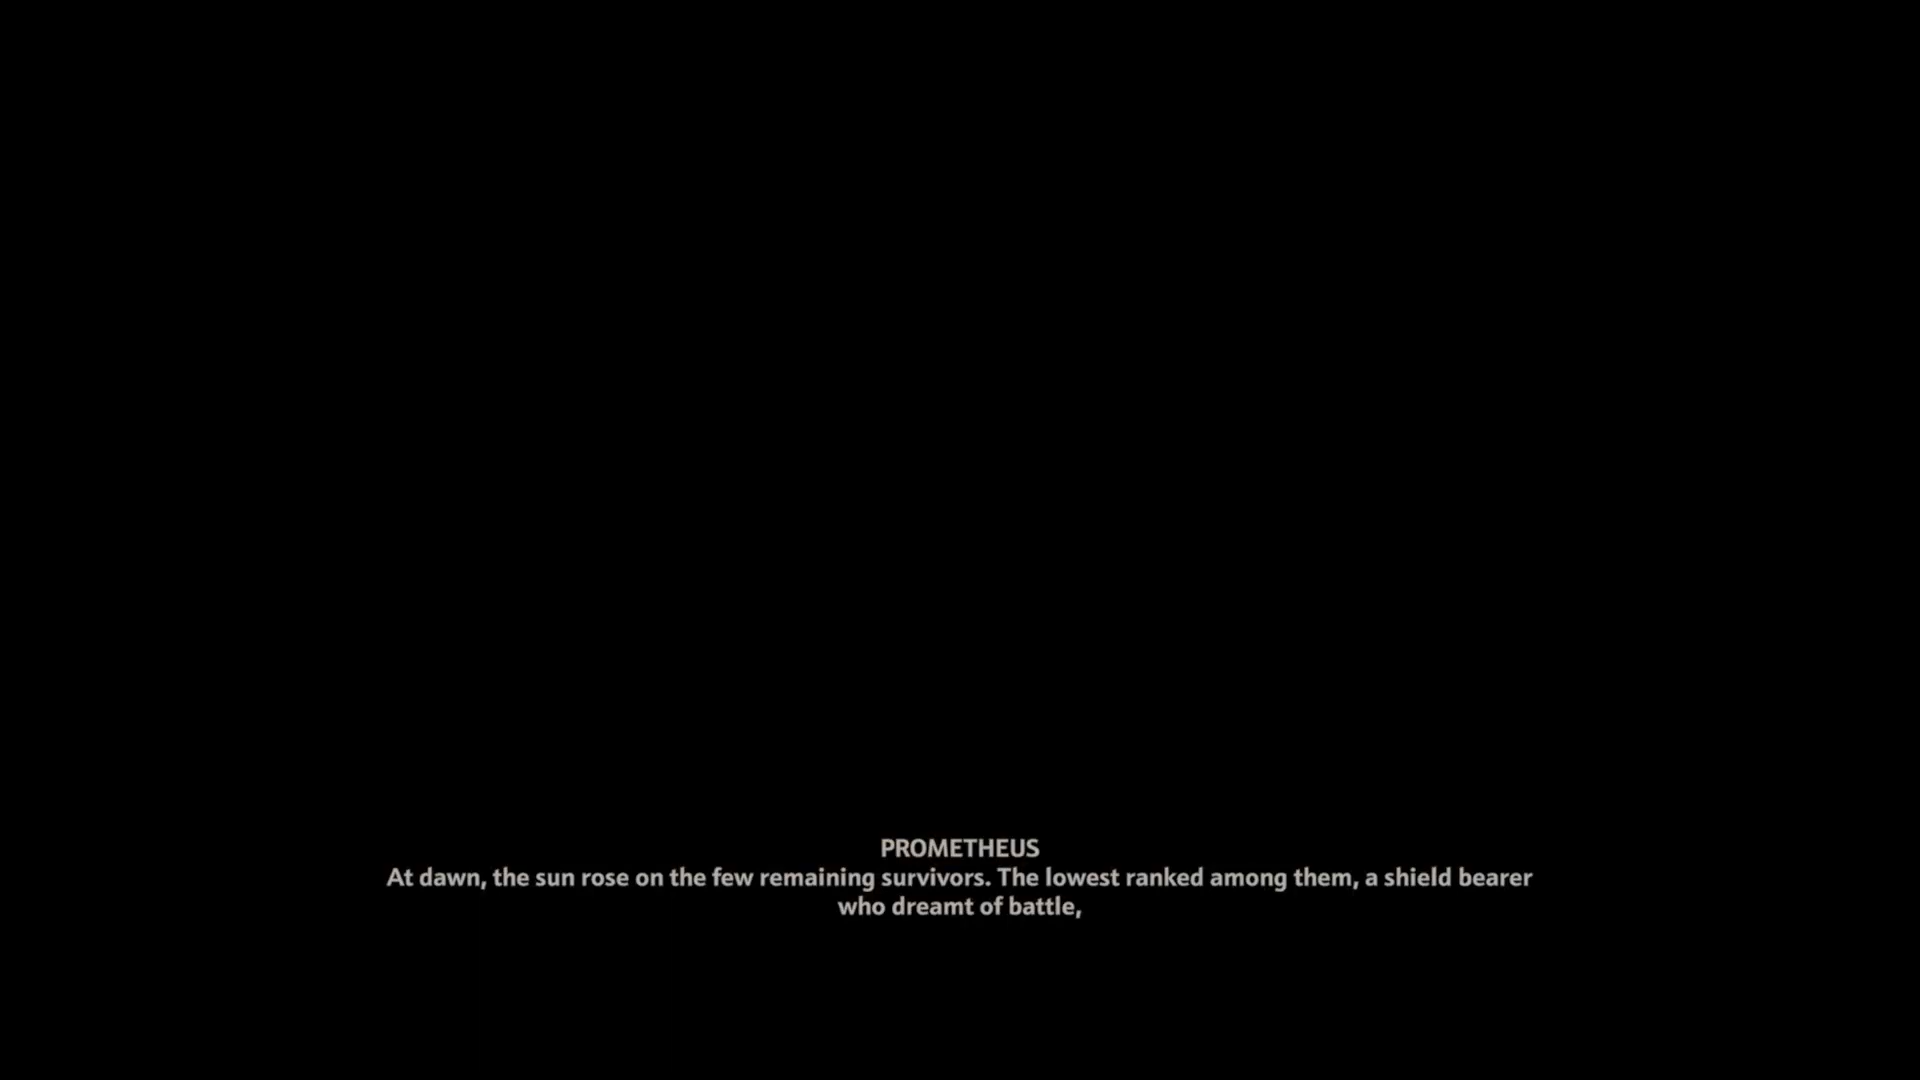 PROMETHEUS
At dawn, the sun rose on the few remaining survivors. The lowest ranked among them, a shield bearer
who dreamt of battle,